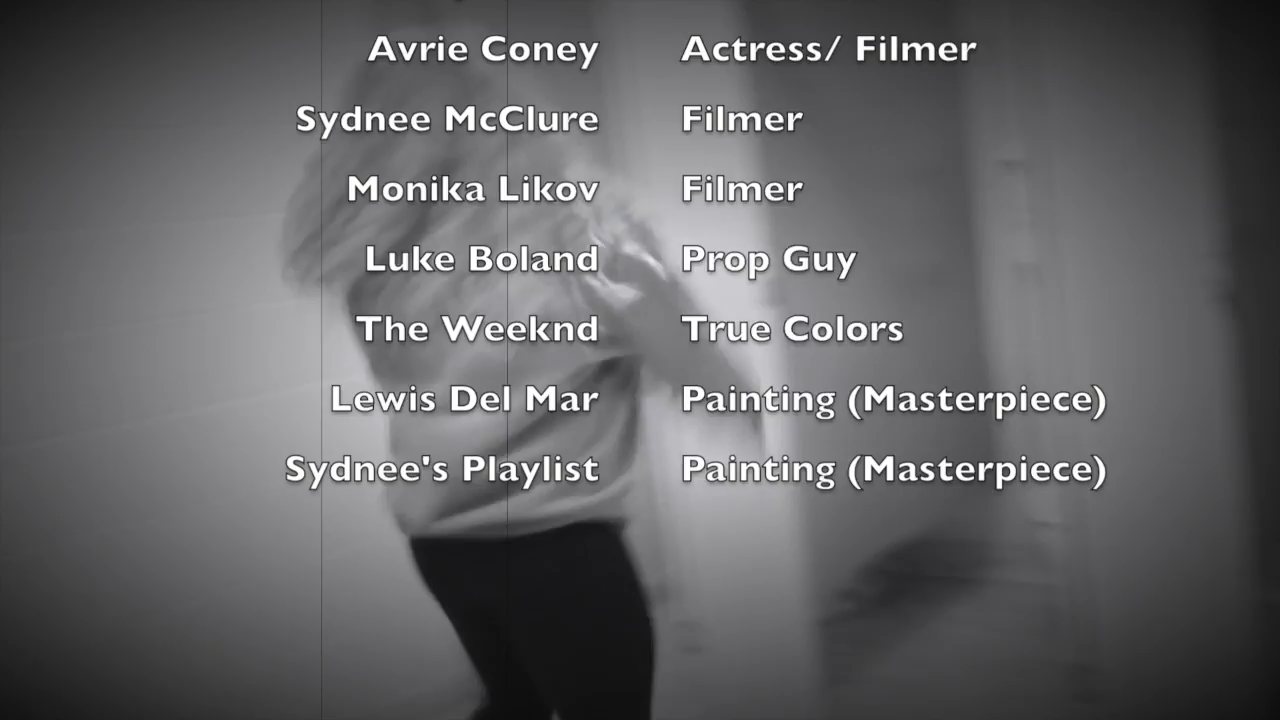 Avrie Coney Actress/ Filmer
Sydnee McClure Filmer
Monika Likov Filmer
Luke Boland Prop Guy
The Weeknd True Colors
Lewis Del Mar Painting (Masterpiece)
Sydnee's Playlist Painting (Masterpiece)